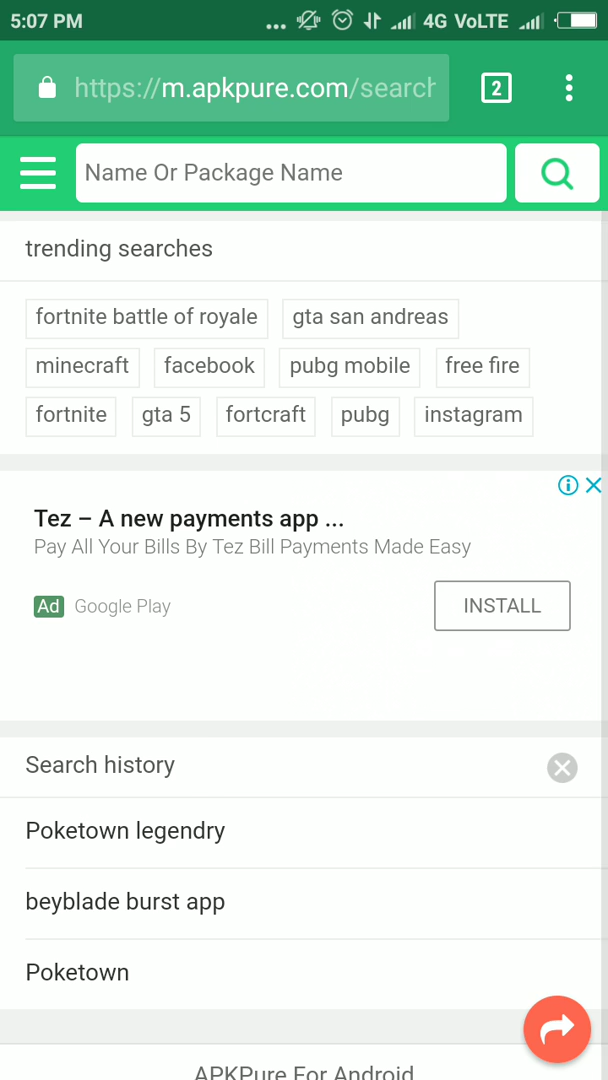 5:07 PM ... 4G VoLTE
https://m.apkpure.com/search 2
Name Or Package Name
trending searches
fortnite battle of royale gta san andreas
minecraft facebook pubg mobile free fire
fortnite gta 5 fortcraft pubg instagram
Tez – A new payments app ...
Pay All Your Bills By Tez Bill Payments Made Easy
Ad Google Play INSTALL
Search history
Poketown legendry
beyblade burst app
Poketown
APKPure For Android